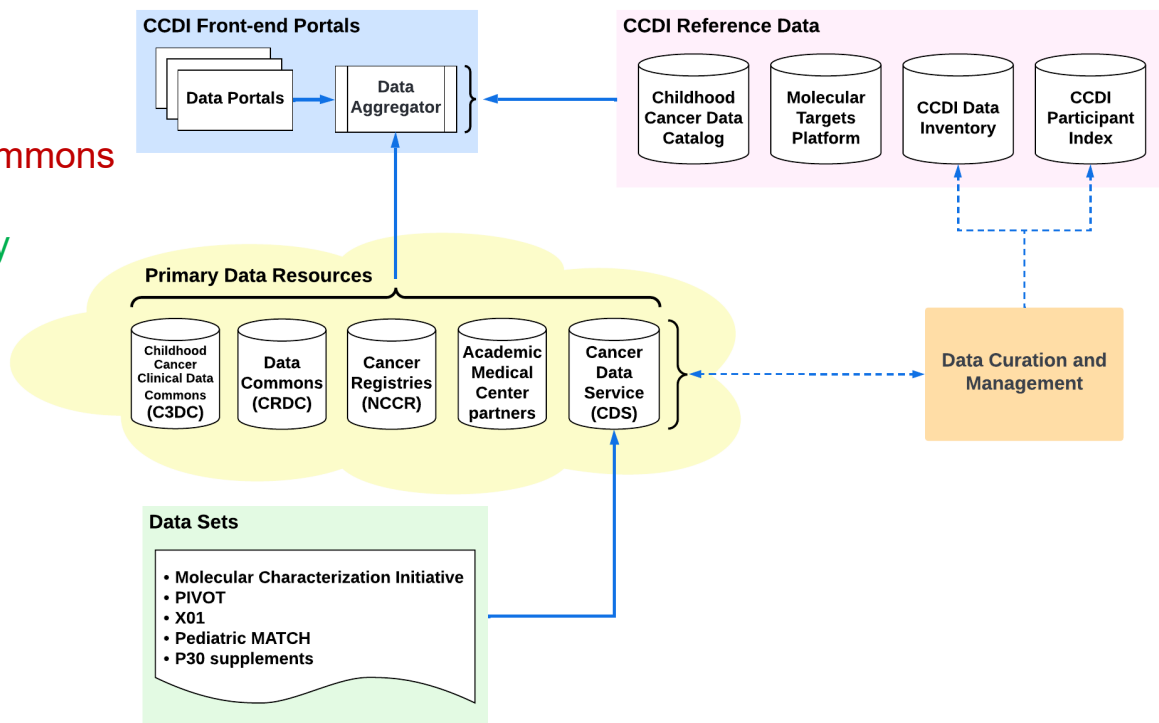 CCDI Front-end Portals
Data Portals
Data
Aggregator
CCDI Reference Data
Childhood
Cancer Data
Catalog
Molecular
Targets
Platform
CCDI Data
Inventory
CCDI
Participant
Index
mmons
y
Primary Data Resources
Childhood
Cancer
Clinical Data
Commons
(C3DC)
Data
Commons
(CRDC)
Cancer
Registries
(NCCR)
Academic
Medical
Center
partners
Cancer
Data
Service
(CDS)
Data Curation and
Management
Data Sets
• Molecular Characterization Initiative
• PIVOT
• X01
• Pediatric MATCH
• P30 supplements